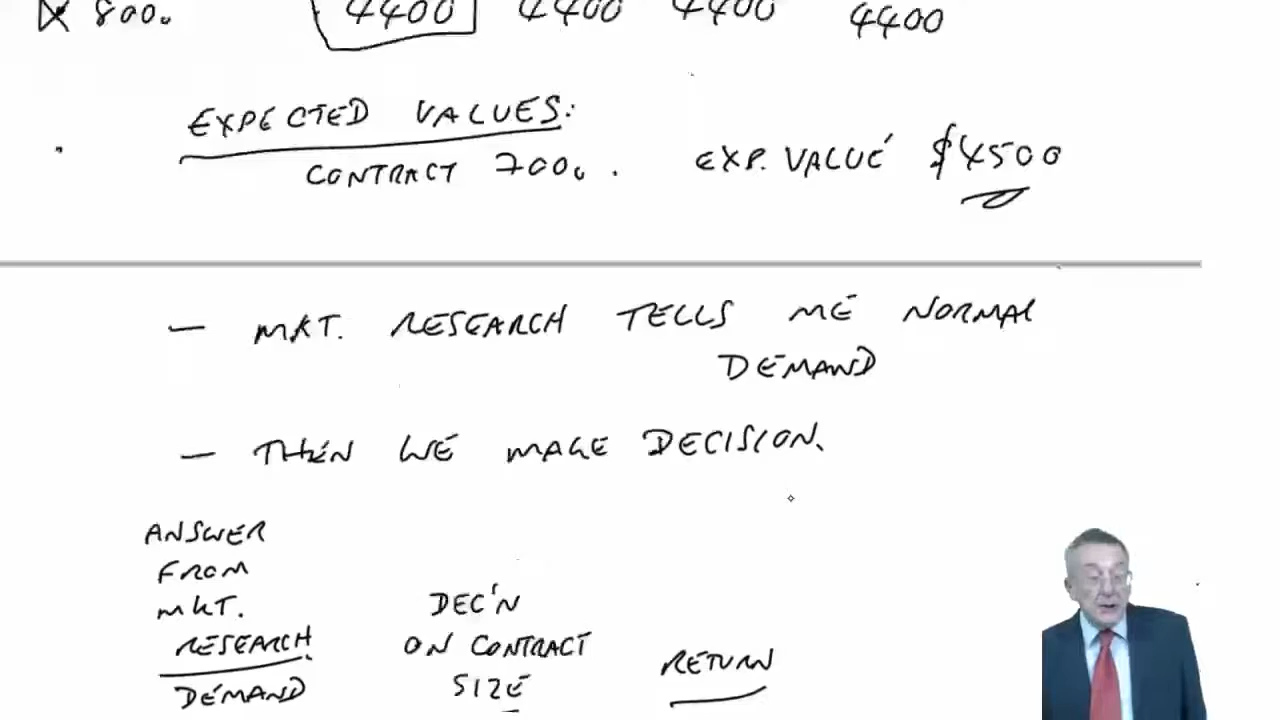 800. 4400 4400 4400 4400
EXPECTED VALUES:
CONTRACT 700. EXP. VALUE $4500
— MKT. RESEARCH TELLS ME NORMAL
DEMAND
— THEN WE MAKE DECISION.
ANSWER
FROM
MKT. DEC'N
RESEARCH ON CONTRACT RETURN
DEMAND SIZE